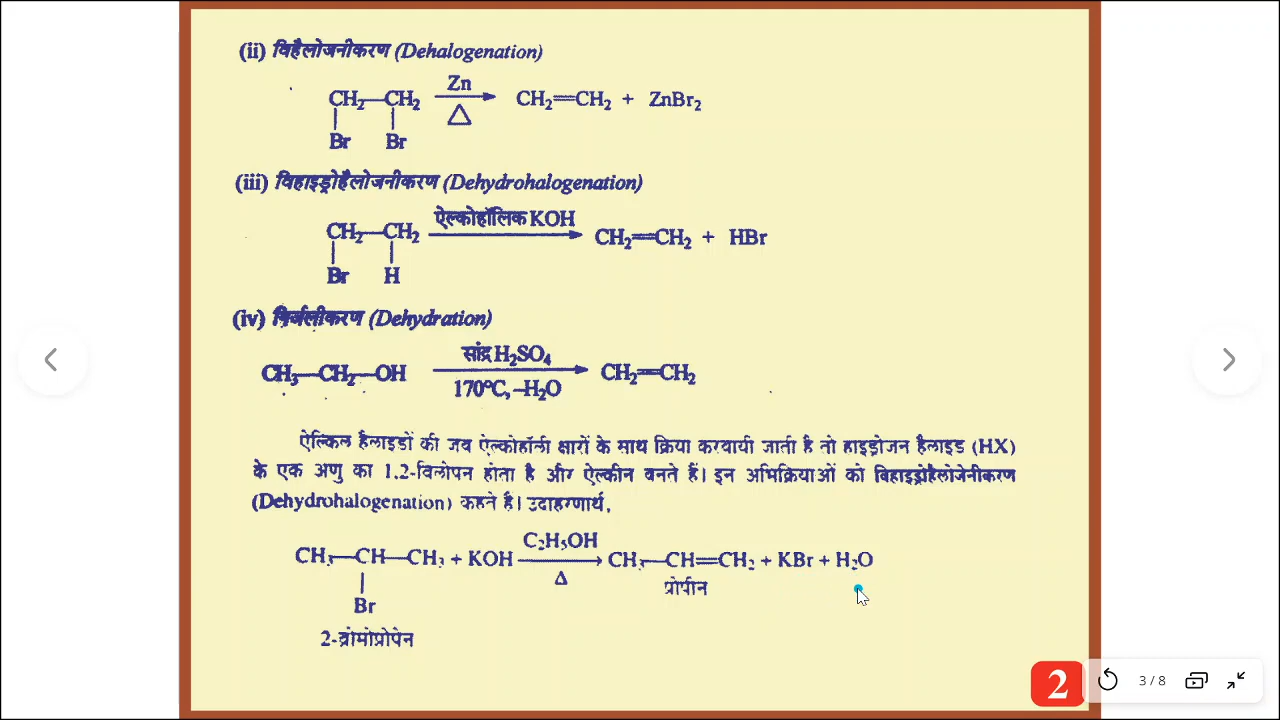 (ii) विहैलोजनीकरण (Dehalogenation)
CH₂—CH₂ Zn △ CH₂=CH₂ + ZnBr₂
Br Br
(iii) विहाइड्रोहैलोजनीकरण (Dehydrohalogenation)
CH₂—CH₂ ऐल्कोहॉलिक KOH CH₂=CH₂ + HBr
Br H
(iv) निर्जलीकरण (Dehydration)
CH₃—CH₂—OH सांद्र H₂SO₄ 170°C, –H₂O CH₂=CH₂
ऐल्किल हैलाइडों की जब ऐल्कोहॉली क्षारों के साथ क्रिया करवायी जाती है तो हाइड्रोजन हैलाइड (HX)
के एक अणु का 1,2-विलोपन होता है और ऐल्कीन बनते हैं। इन अभिक्रियाओं को विहाइड्रोहैलोजेनीकरण
(Dehydrohalogenation) कहते है। उदाहरणार्थ,
CH₃—CH—CH₃ + KOH C₂H₅OH Δ CH₃—CH=CH₂ + KBr + H₂O
Br प्रोपीन
2-ब्रोमोप्रोपेन
2 3 / 8